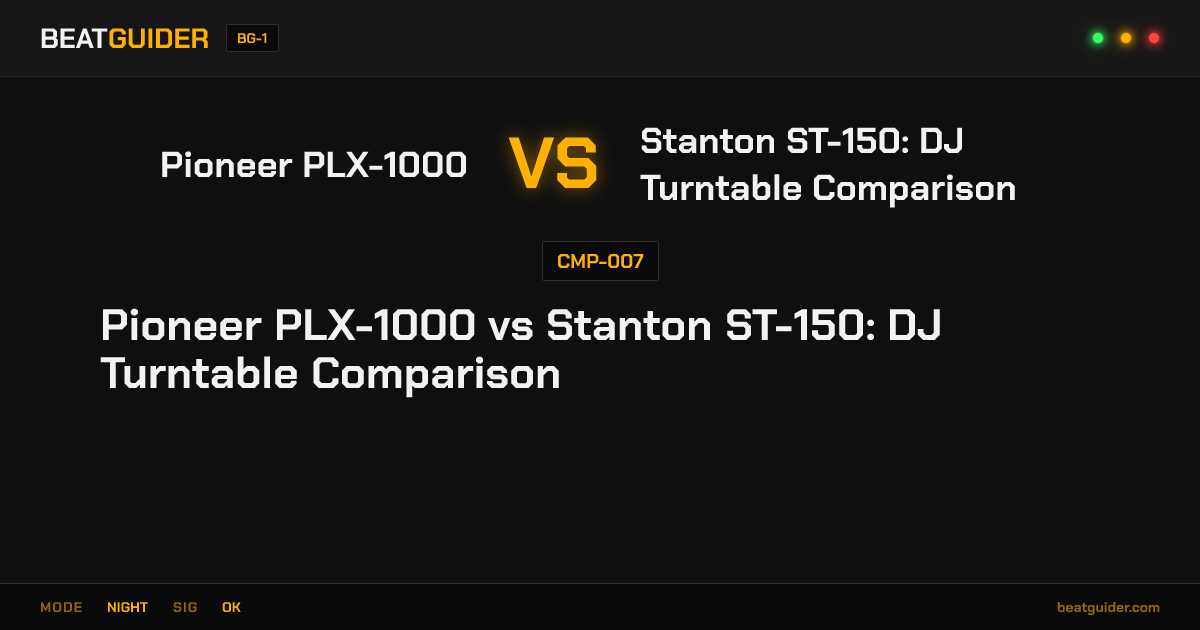 BEATGUIDER BG-1
Pioneer PLX-1000 VS Stanton ST-150: DJ
Turntable Comparison
CMP-007
Pioneer PLX-1000 vs Stanton ST-150: DJ
Turntable Comparison
MODE NIGHT SIG OK beatguider.com